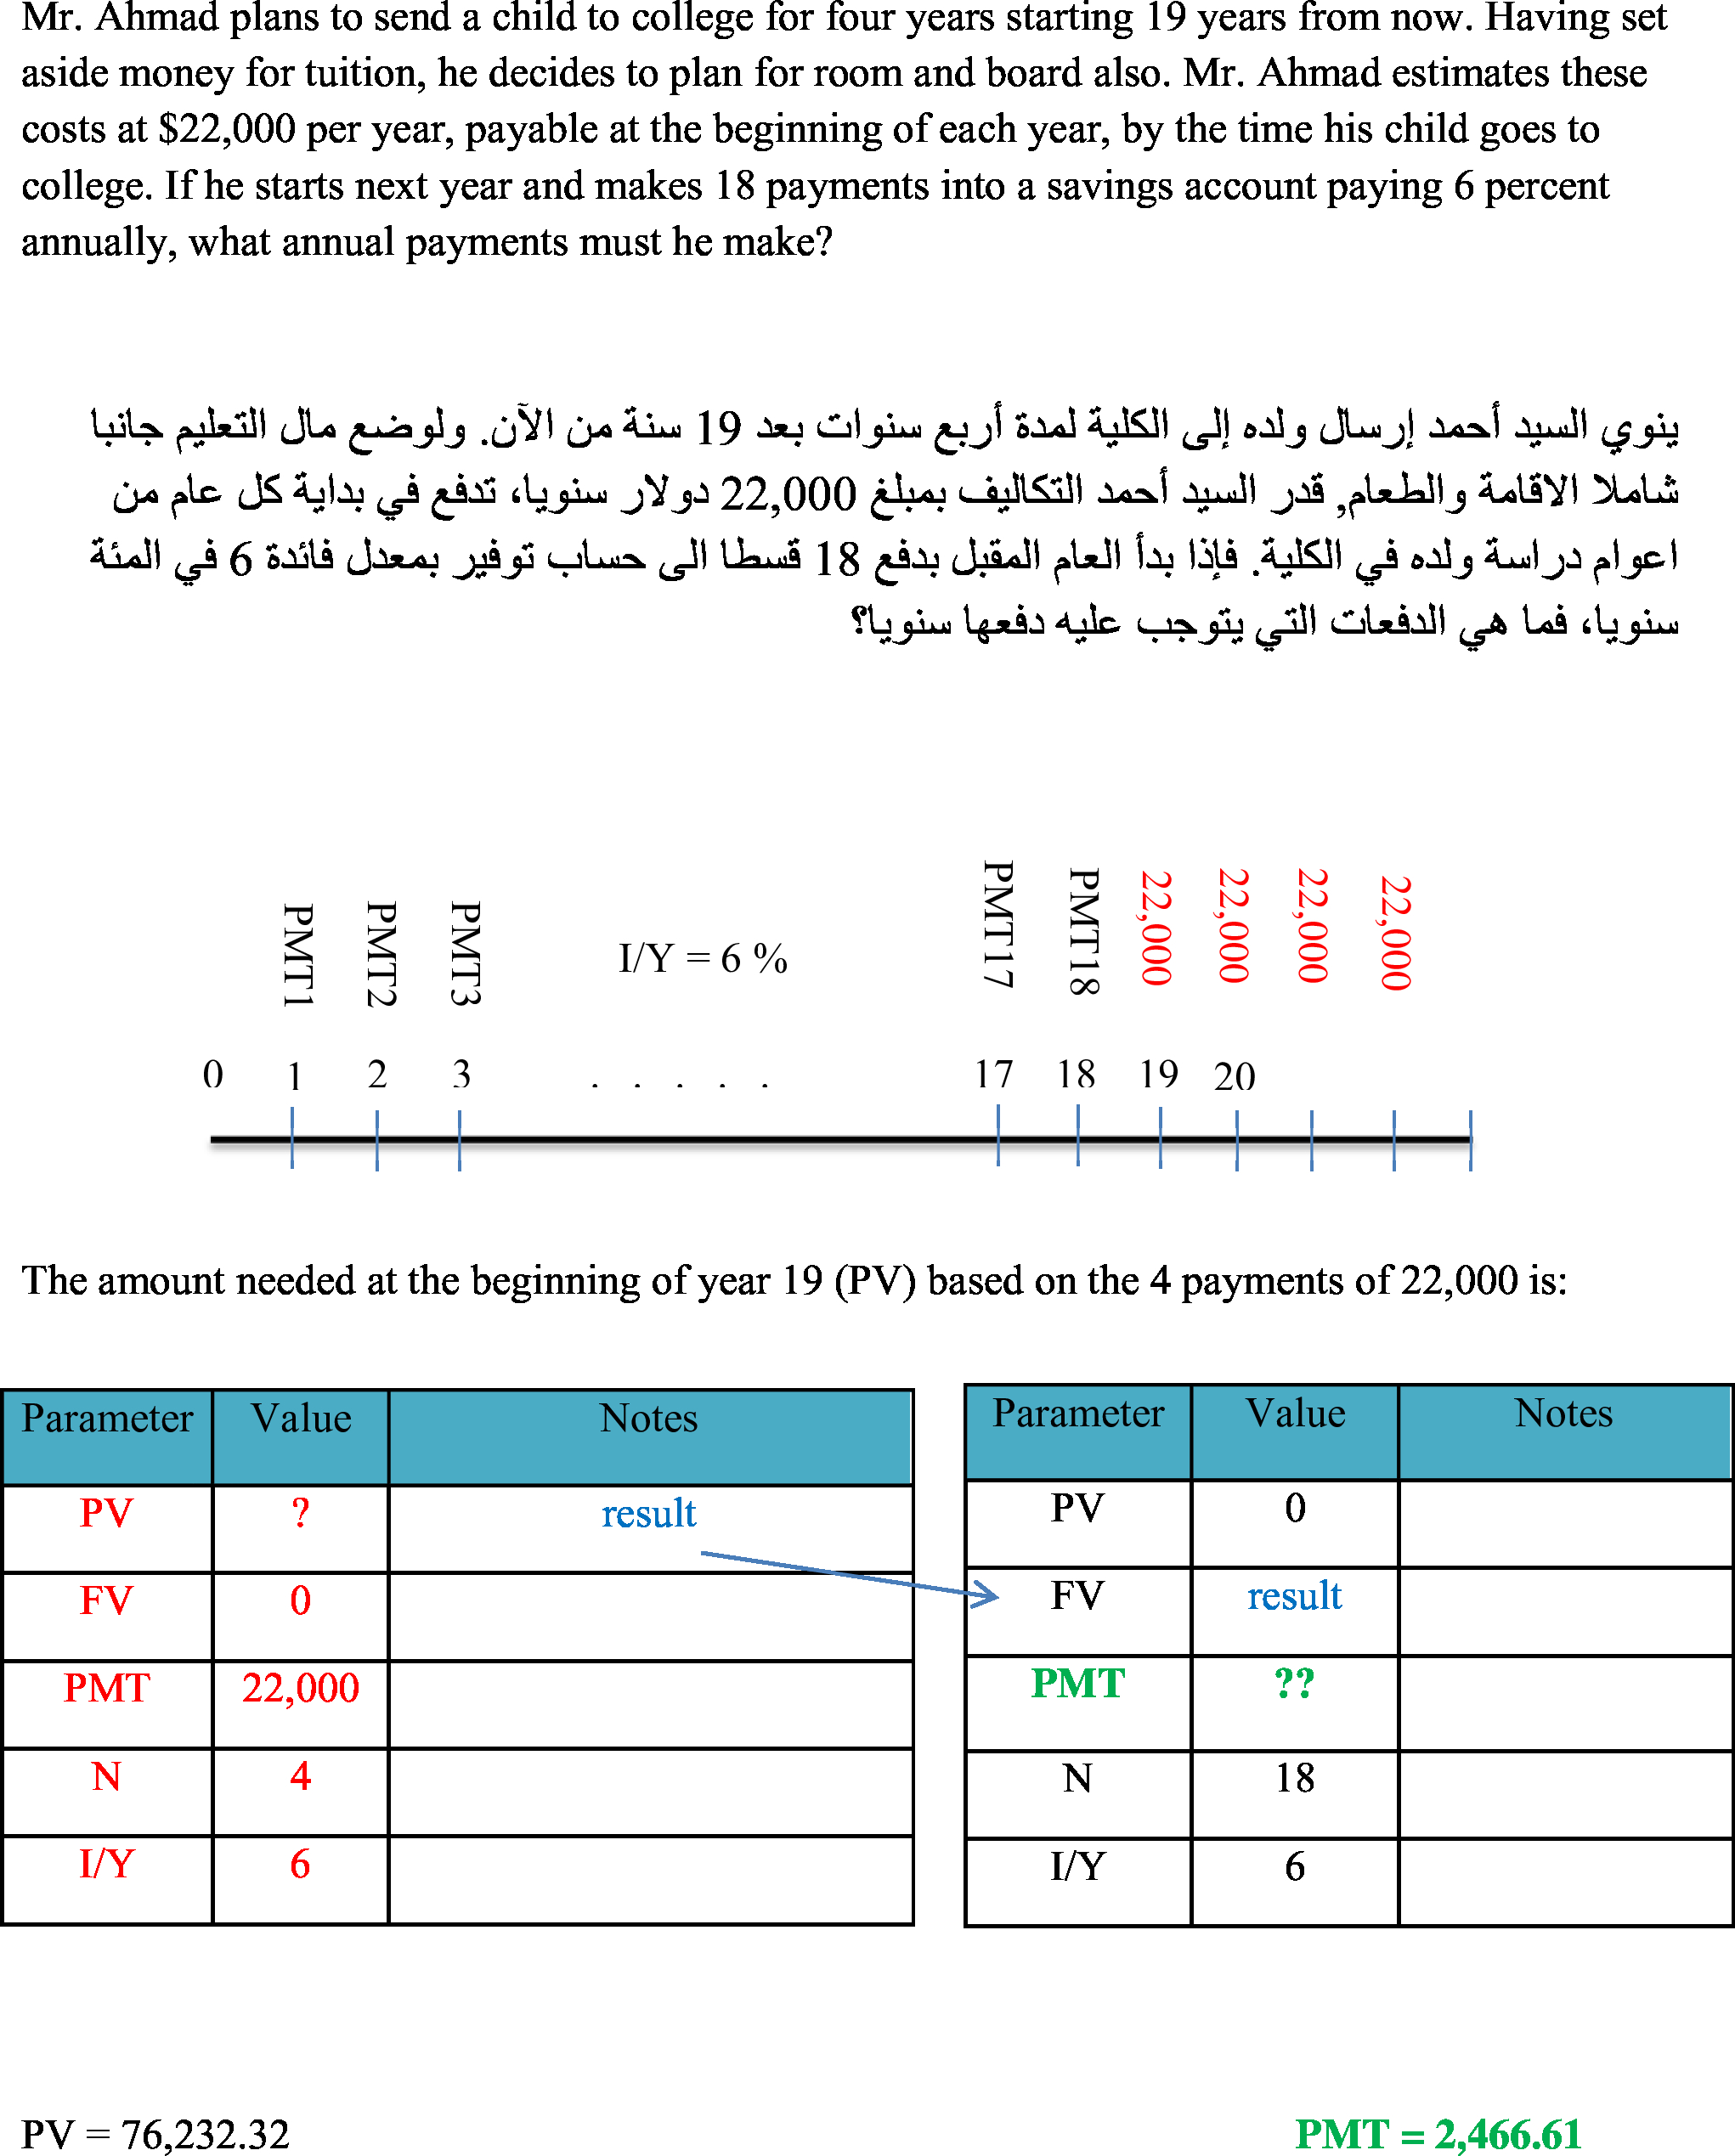 Mr. Ahmad plans to send a child to college for four years starting 19 years from now. Having set
aside money for tuition, he decides to plan for room and board also. Mr. Ahmad estimates these
costs at $22,000 per year, payable at the beginning of each year, by the time his child goes to
college. If he starts next year and makes 18 payments into a savings account paying 6 percent
annually, what annual payments must he make?
ينوي السيد أحمد إرسال ولده إلى الكلية لمدة أربع سنوات بعد 19 سنة من الآن. ولوضع مال التعليم جانبا
شاملا الاقامة والطعام, قدر السيد أحمد التكاليف بمبلغ 22,000 دولار سنويا، تدفع في بداية كل عام من
اعوام دراسة ولده في الكلية. فإذا بدأ العام المقبل بدفع 18 قسطا الى حساب توفير بمعدل فائدة 6 في المئة
سنويا، فما هي الدفعات التي يتوجب عليه دفعها سنويا؟
PMT1 PMT2 PMT3 I/Y = 6 % PMT17 PMT18 22,000 22,000 22,000 22,000
0 1 2 3 . . . . . 17 18 19 20
The amount needed at the beginning of year 19 (PV) based on the 4 payments of 22,000 is:
Parameter Value Notes
PV ? result
FV 0
PMT 22,000
N 4
I/Y 6
Parameter Value Notes
PV 0
FV result
PMT ??
N 18
I/Y 6
PV = 76,232.32
PMT = 2,466.61